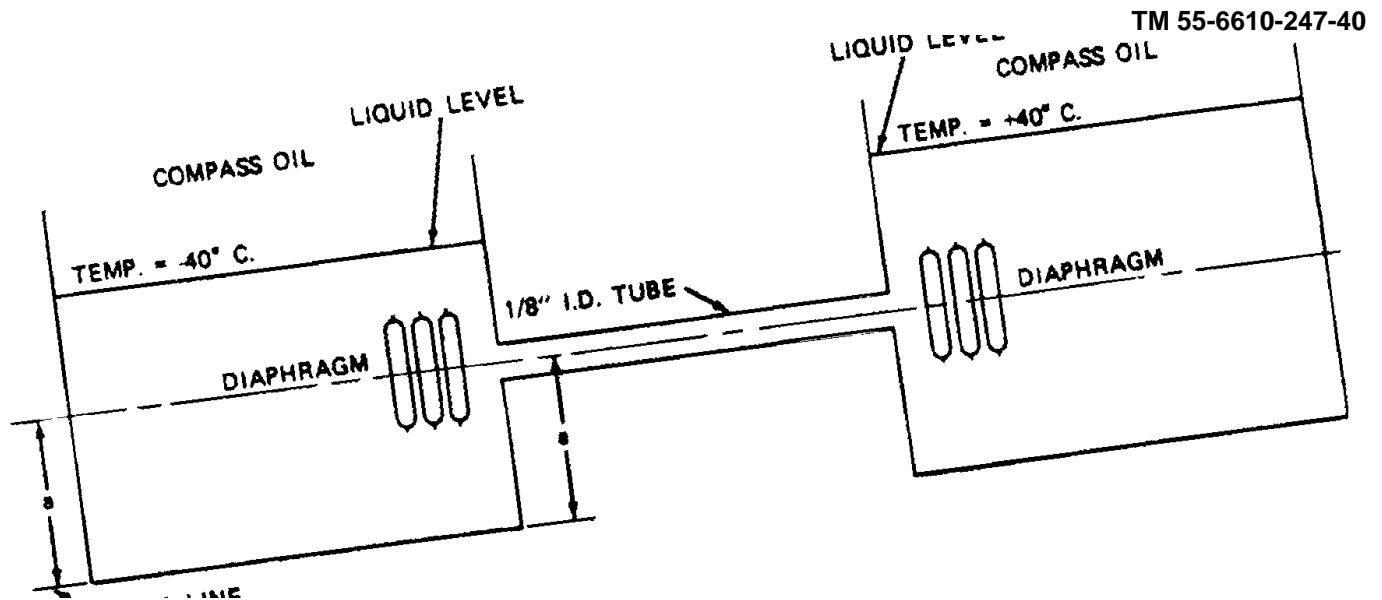 TM 55-6610-247-40
LIQUID LEVEL
COMPASS OIL
TEMP. = +40° C.
LIQUID LEVEL
COMPASS OIL
TEMP. = -40° C.
1/8" I.D. TUBE
DIAPHRAGM
DIAPHRAGM
a
a
LINE